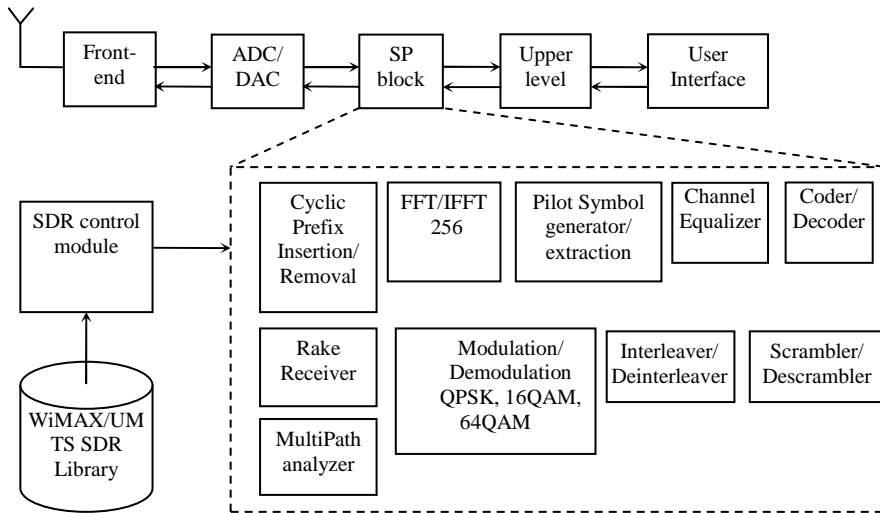 Front-
end
ADC/
DAC
SP
block
Upper
level
User
Interface
SDR control
module
Cyclic
Prefix
Insertion/
Removal
FFT/IFFT
256
Pilot Symbol
generator/
extraction
Channel
Equalizer
Coder/
Decoder
Rake
Receiver
Modulation/
Demodulation
QPSK, 16QAM,
64QAM
Interleaver/
Deinterleaver
Scrambler/
Descrambler
WiMAX/UM
TS SDR
Library
MultiPath
analyzer